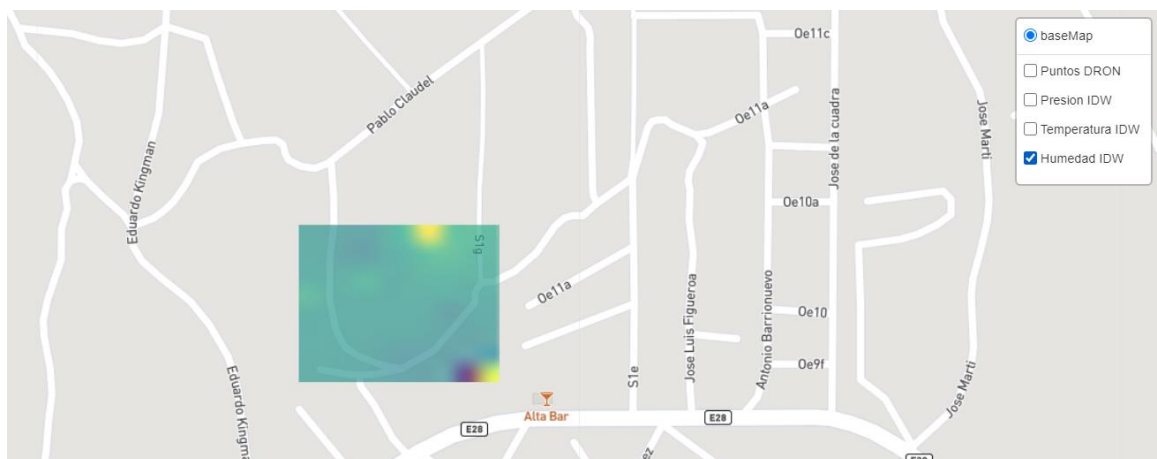 baseMap
Puntos DRON
Presion IDW
Temperatura IDW
Humedad IDW
Oe11c
Pablo Claudel
Oe11a
Jose de la cuadra
Jose Marti
Eduardo Kingman
S1g
Oe10a
Oe11a
Oe10
Jose Luis Figueroa
Antonio Barrionuevo
Oe9f
S1e
Eduardo Kingman
Jose Marti
Alta Bar
E28
E28